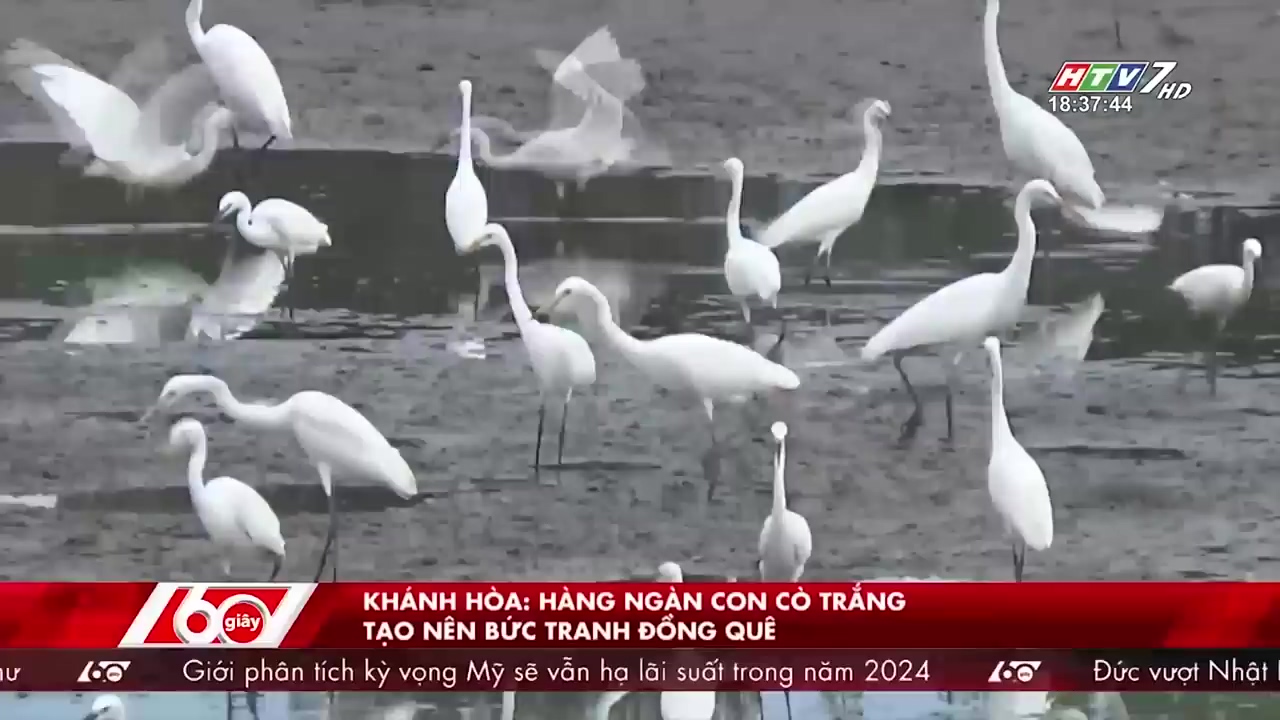 HTV7 HD
18:37:44
60 giây
KHÁNH HÒA: HÀNG NGÀN CON CÒ TRẮNG
TẠO NÊN BỨC TRANH ĐỒNG QUÊ
Giới phân tích kỳ vọng Mỹ sẽ vẫn hạ lãi suất trong năm 2024
Đức vượt Nhật